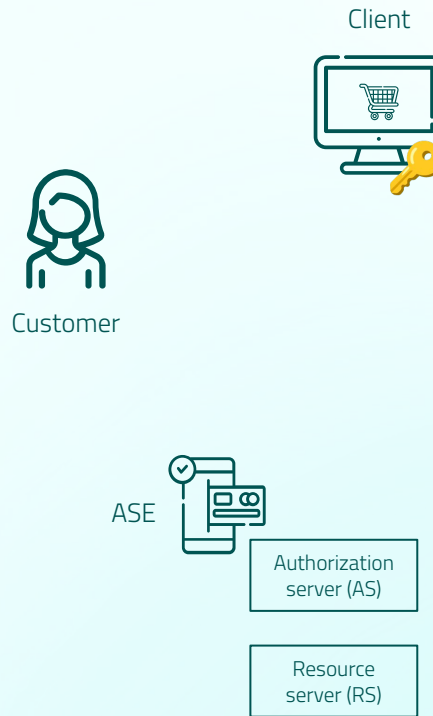 Client
Customer
ASE
Authorization
server (AS)
Resource
server (RS)